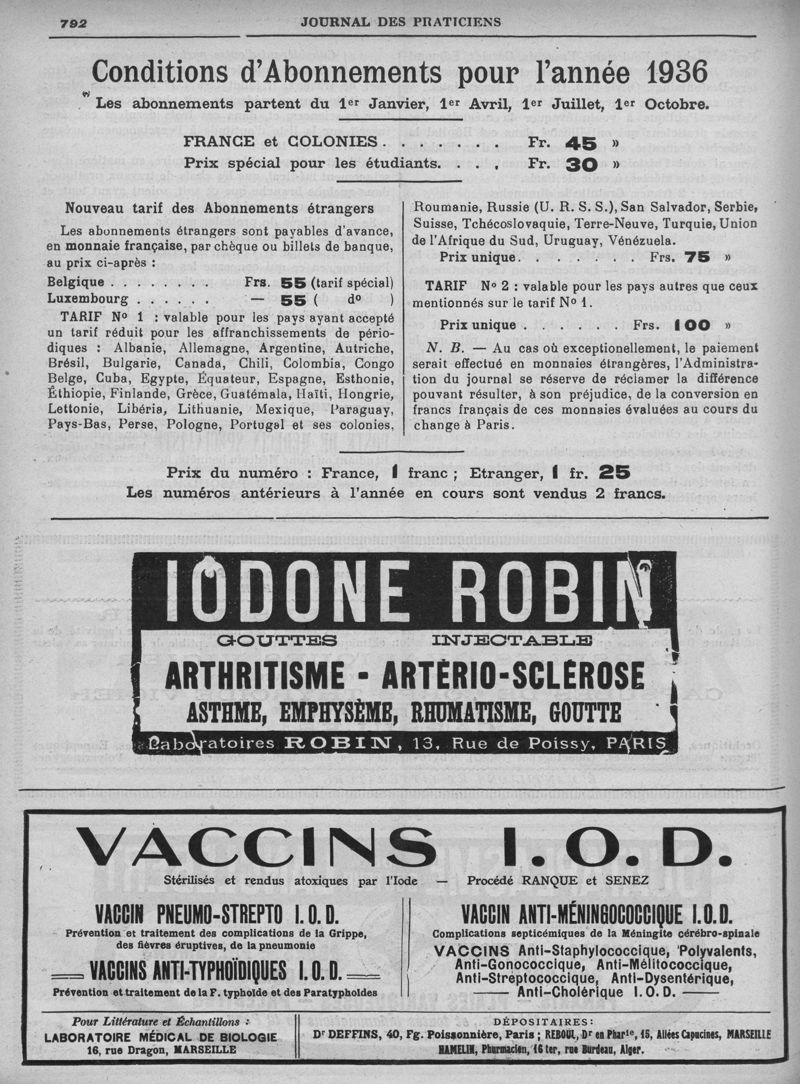 792
JOURNAL DES PRATICIENS
Conditions d'Abonnements pour l'année 1936
Les abonnements partent du 1er Janvier, 1er Avril, 1er Juillet, 1er Octobre.
FRANCE et COLONIES . . . . . . . Fr. 45 »
Prix spécial pour les étudiants. . . . Fr. 30 »
Nouveau tarif des Abonnements étrangers
Les abonnements étrangers sont payables d'avance,
en monnaie française, par chèque ou billets de banque,
au prix ci-après :
Belgique . . . . . . . . Frs. 55 (tarif spécial)
Luxembourg . . . . . . — 55 ( do )
TARIF No 1 : valable pour les pays ayant accepté
un tarif réduit pour les affranchissements de pério-
diques : Albanie, Allemagne, Argentine, Autriche,
Brésil, Bulgarie, Canada, Chili, Colombia, Congo
Belge, Cuba, Egypte, Équateur, Espagne, Esthonie,
Éthiopie, Finlande, Grèce, Guatémala, Haïti, Hongrie,
Lettonie, Libéria, Lithuanie, Mexique, Paraguay,
Pays-Bas, Perse, Pologne, Portugal et ses colonies,
Roumanie, Russie (U. R. S. S.), San Salvador, Serbie,
Suisse, Tchécoslovaquie, Terre-Neuve, Turquie, Union
de l'Afrique du Sud, Uruguay, Vénézuela.
Prix unique. . . . . . . Frs. 75 »
TARIF No 2 : valable pour les pays autres que ceux
mentionnés sur le tarif No 1.
Prix unique . . . . . . Frs. 100 »
N. B. — Au cas où exceptionellement, le paiement
serait effectué en monnaies étrangères, l'Administra-
tion du journal se réserve de réclamer la différence
pouvant résulter, à son préjudice, de la conversion en
francs français de ces monnaies évaluées au cours du
change à Paris.
Prix du numéro : France, 1 franc ; Etranger, 1 fr. 25
Les numéros antérieurs à l'année en cours sont vendus 2 francs.
IODONE ROBIN
GOUTTES INJECTABLE
ARTHRITISME - ARTÉRIO-SCLÉROSE
ASTHME, EMPHYSÈME, RHUMATISME, GOUTTE
Laboratoires ROBIN, 13, Rue de Poissy, PARIS
VACCINS I. O. D.
Stérilisés et rendus atoxiques par l'Iode — Procédé RANQUE et SENEZ
VACCIN PNEUMO-STREPTO I. O. D.
Prévention et traitement des complications de la Grippe,
des fièvres éruptives, de la pneumonie
VACCINS ANTI-TYPHOÏDIQUES I. O. D.
Prévention et traitement de la F. typhoïde et des Paratyphoïdes
VACCIN ANTI-MÉNINGOCOCCIQUE I. O. D.
Complications septicémiques de la Méningite cérébro-spinale
VACCINS Anti-Staphylococcique, Polyvalents,
Anti-Gonococcique, Anti-Mélitococcique,
Anti-Streptococcique, Anti-Dysentérique,
Anti-Cholérique I. O. D.
Pour Littérature et Échantillons :
LABORATOIRE MÉDICAL DE BIOLOGIE
16, rue Dragon, MARSEILLE
DÉPOSITAIRES:
Dr DEFFINS, 40, Fg. Poissonnière, Paris ; REBOUL, Dr en Phare, 15, Allées Capucines, MARSEILLE
HAMELIN, Pharmacien, 16 ter, rue Burdeau, Alger.